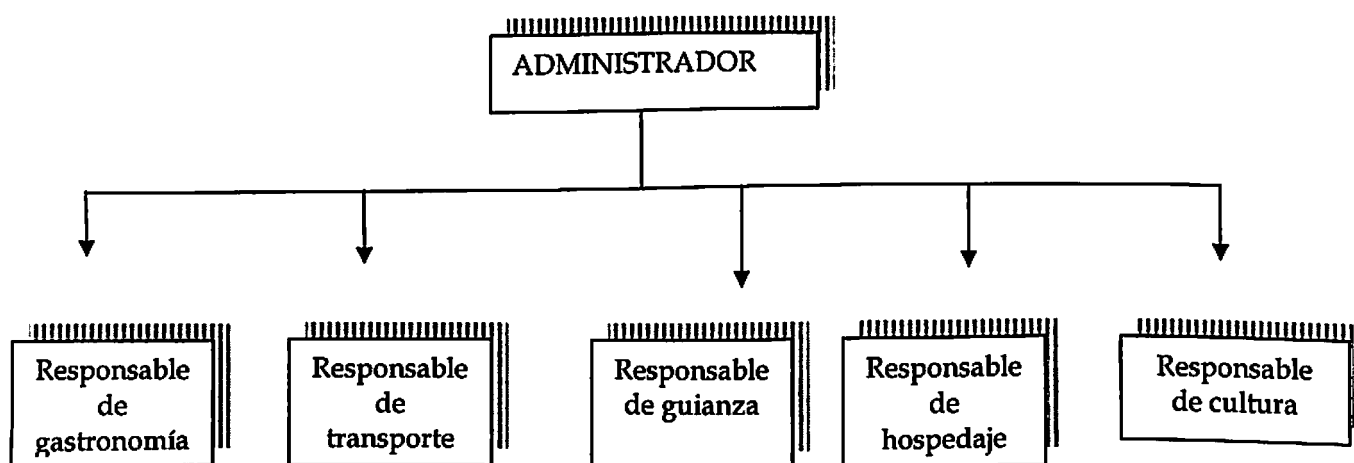 ADMINISTRADOR
Responsable
de
gastronomía
Responsable
de
transporte
Responsable
de guianza
Responsable
de
hospedaje
Responsable
de cultura